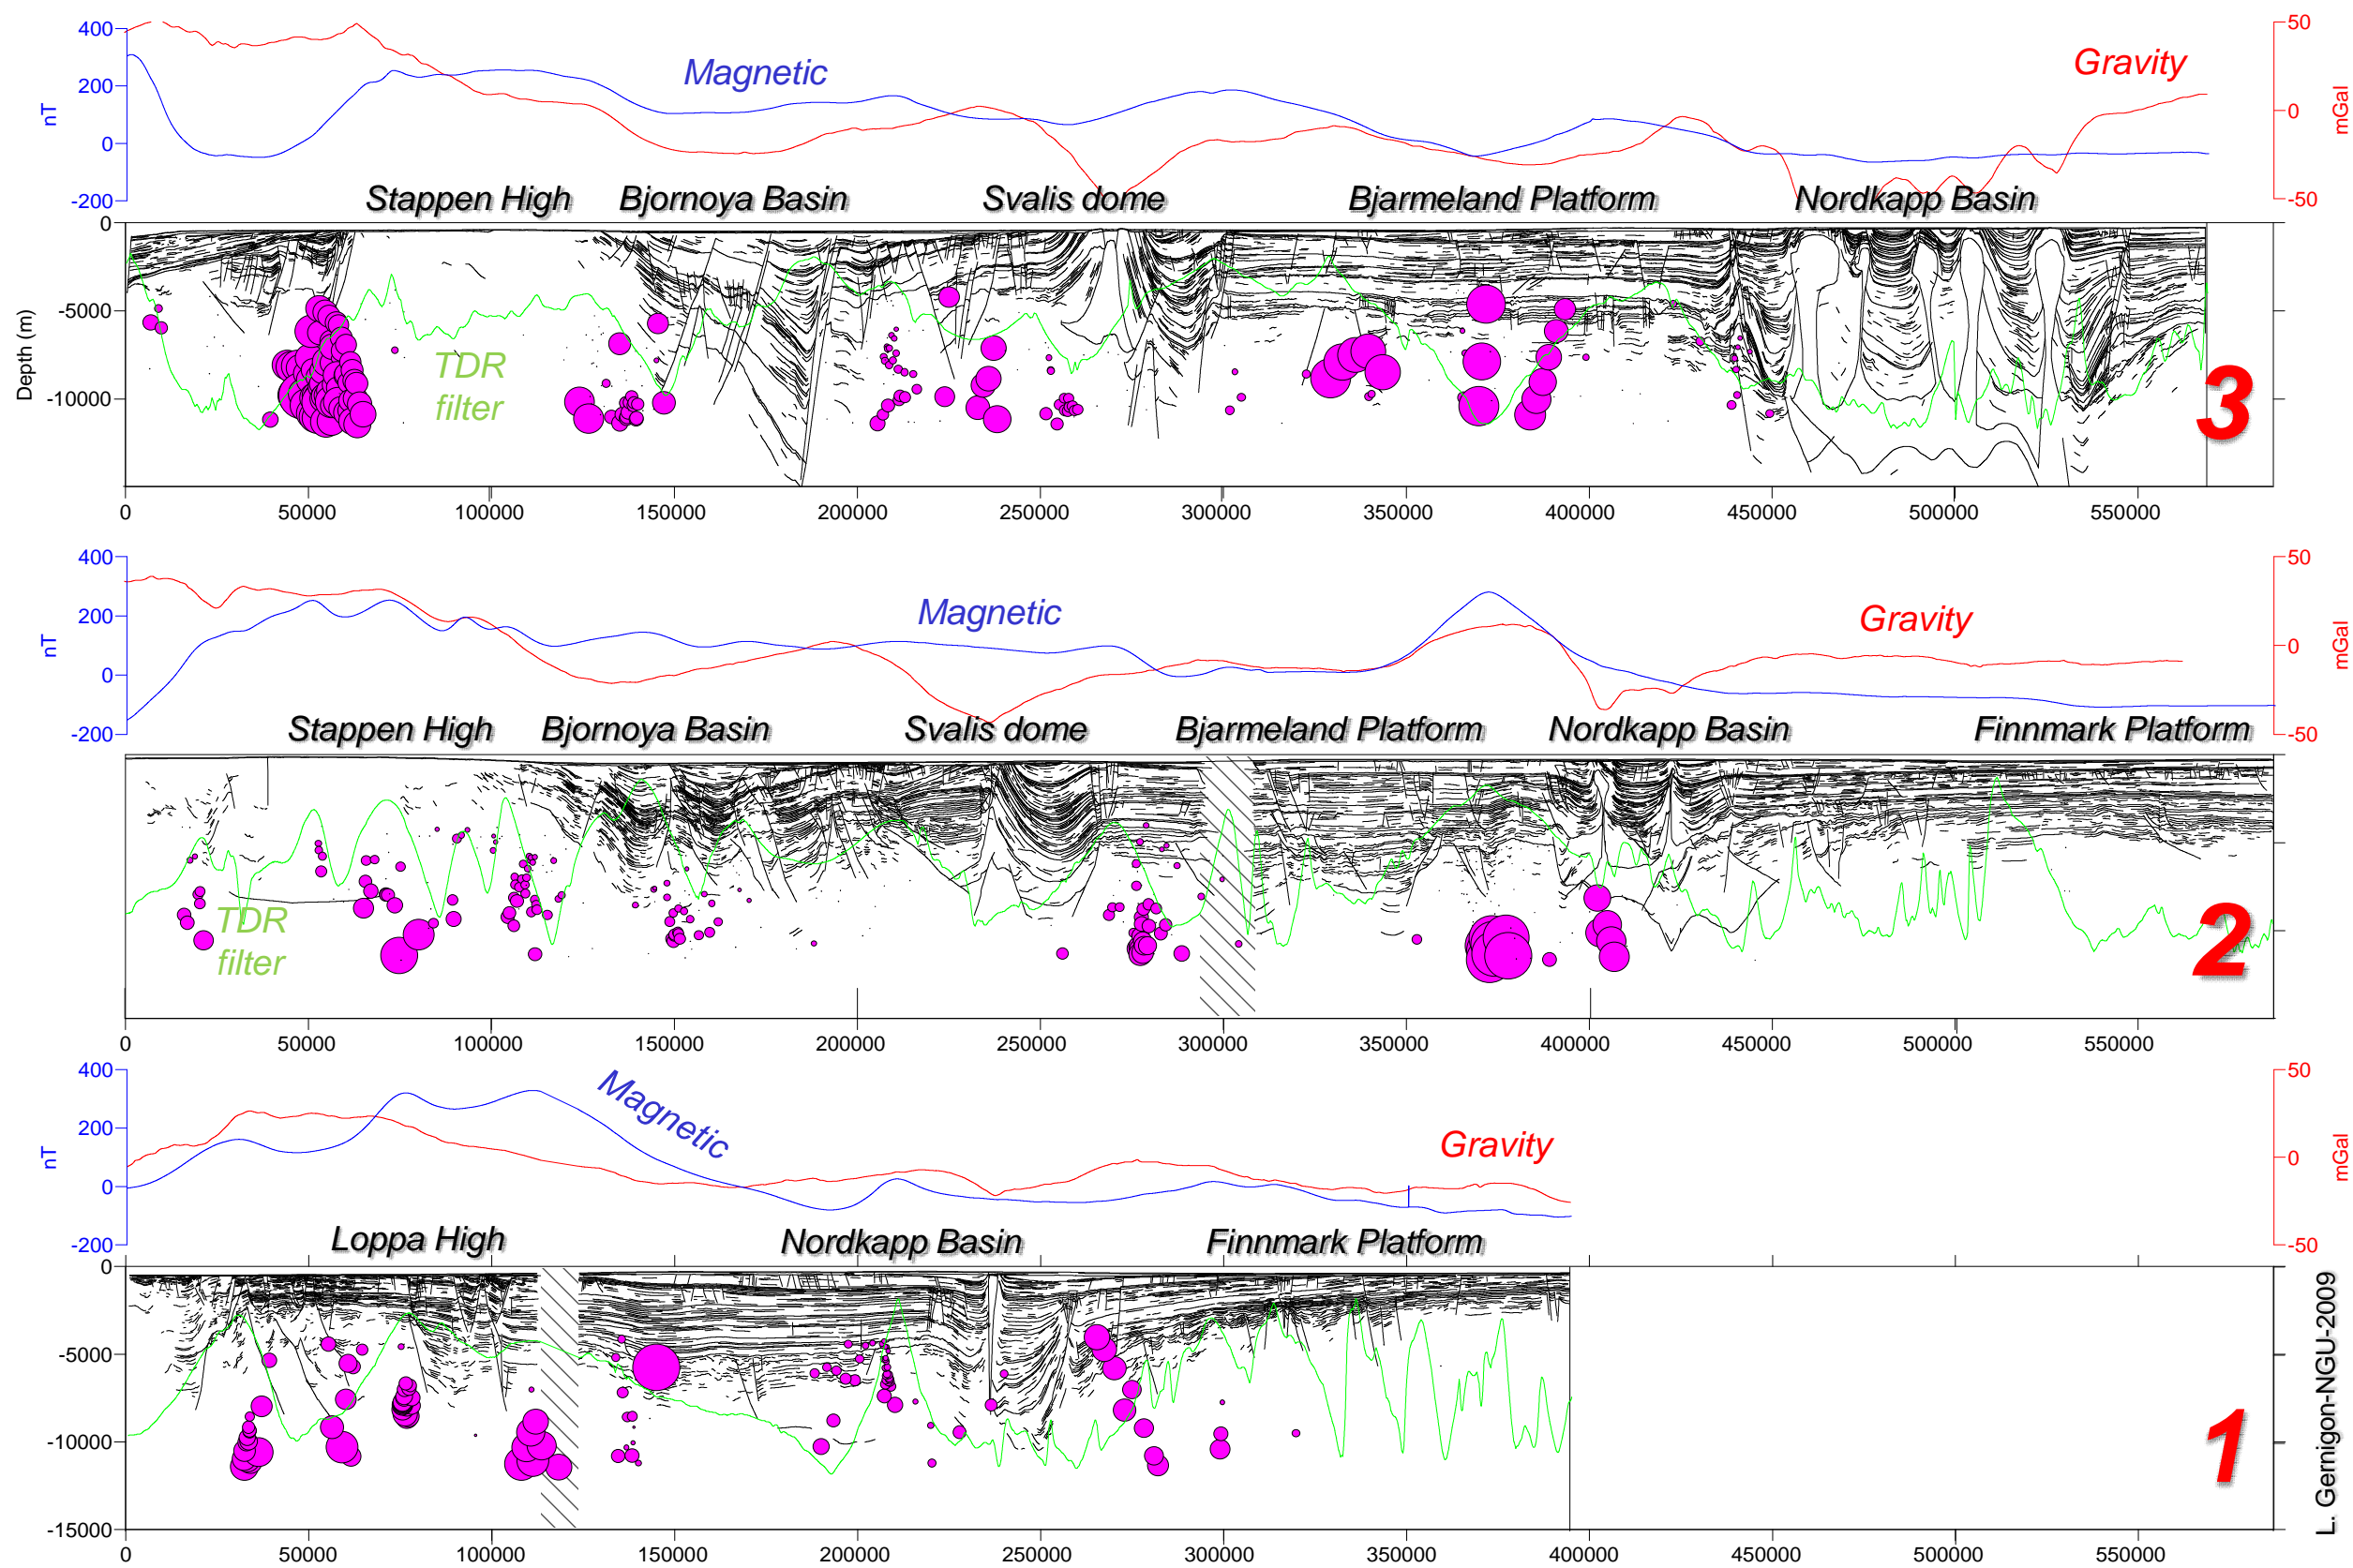 400
200
0
-200
nT
Magnetic
Gravity
50
0
-50
mGal
Stappen High
Bjornoya Basin
Svalis dome
Bjarmeland Platform
Nordkapp Basin
0
-5000
-10000
Depth (m)
TDR
filter
3
0
50000
100000
150000
200000
250000
300000
350000
400000
450000
500000
550000
400
200
0
-200
nT
Magnetic
Gravity
50
0
-50
mGal
Stappen High
Bjornoya Basin
Svalis dome
Bjarmeland Platform
Nordkapp Basin
Finnmark Platform
TDR
filter
2
0
50000
100000
150000
200000
250000
300000
350000
400000
450000
500000
550000
400
200
0
-200
nT
Magnetic
Gravity
50
0
-50
mGal
Loppa High
Nordkapp Basin
Finnmark Platform
0
-5000
-10000
-15000
1
L. Gernigon-NGU-2009
0
50000
100000
150000
200000
250000
300000
350000
400000
450000
500000
550000